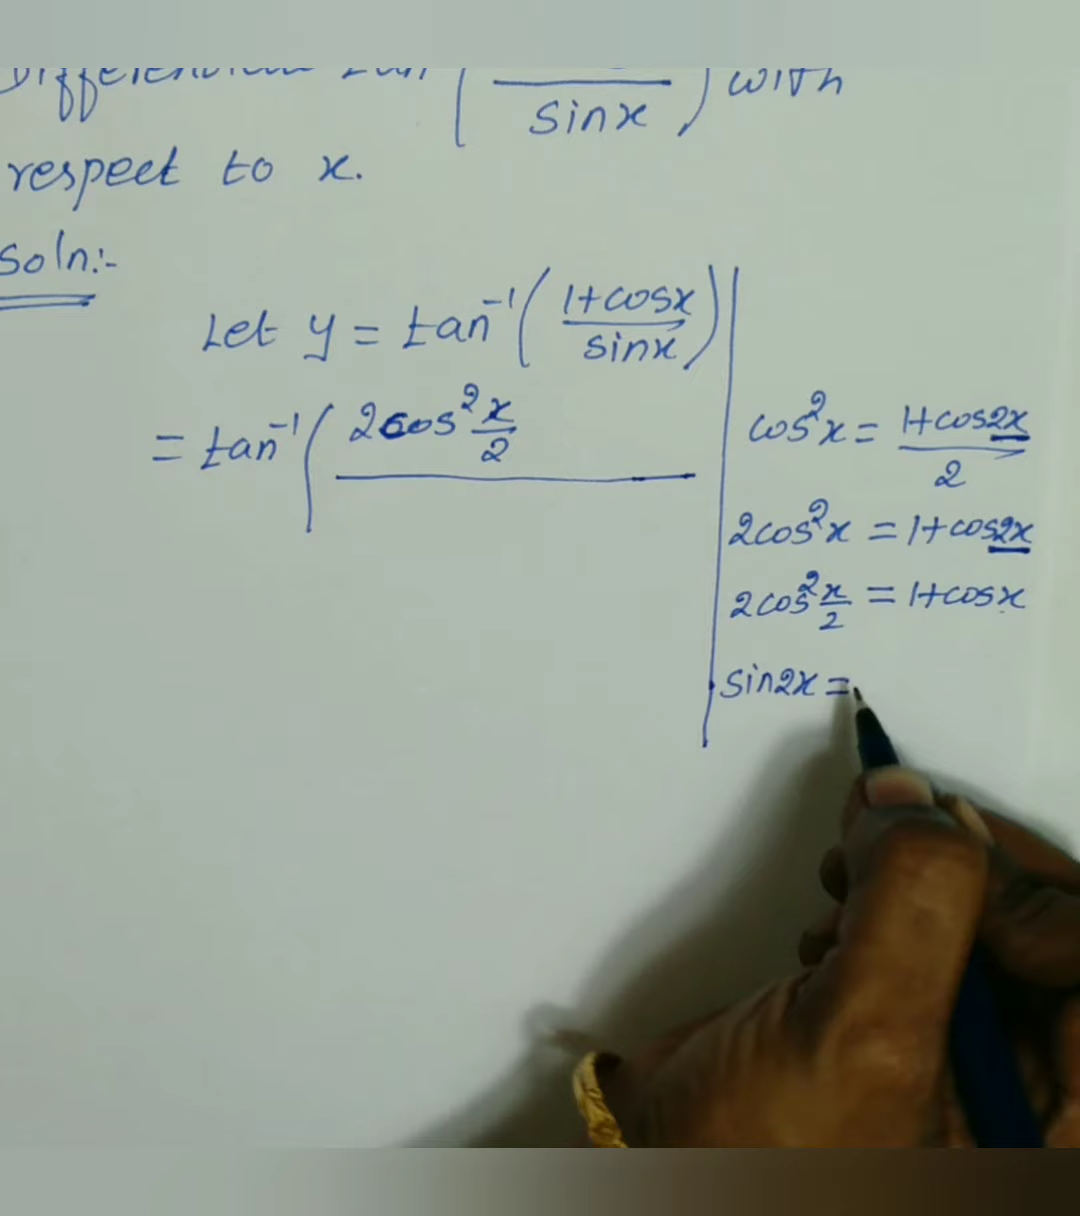 sinx ) with
respect to x.
Soln:-
Let y = tan⁻¹( 1+cosx / sinx )
= tan⁻¹( 2cos² x/2
cos²x = 1+cos2x / 2
2cos²x = 1+cos2x
2cos² x/2 = 1+cosx
sin2x =